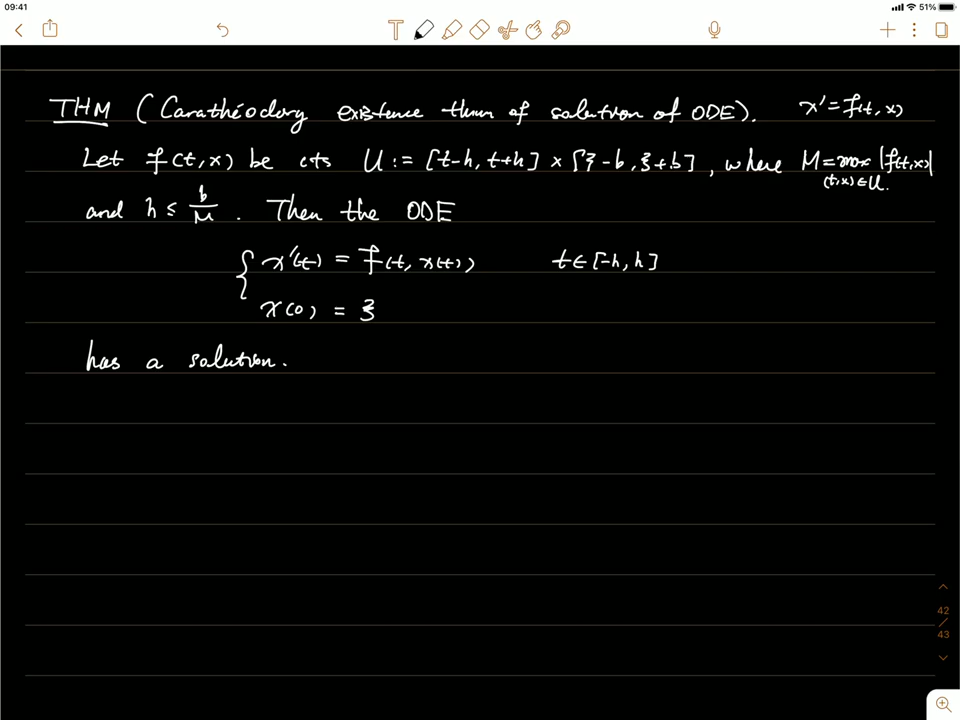 09:41
51%
THM (Carathéodory existence thm of solution of ODE). x' = f(t, x)
Let f(t, x) be cts U := [t-h, t+h] × [ξ-b, ξ+b], where M = max |f(t,x)|
(t,x) ∈ U.
and h ≤ b/M. Then the ODE
{ x'(t) = f(t, x(t)) t ∈ [-h, h]
x(0) = ξ
has a solution.
42
/
43